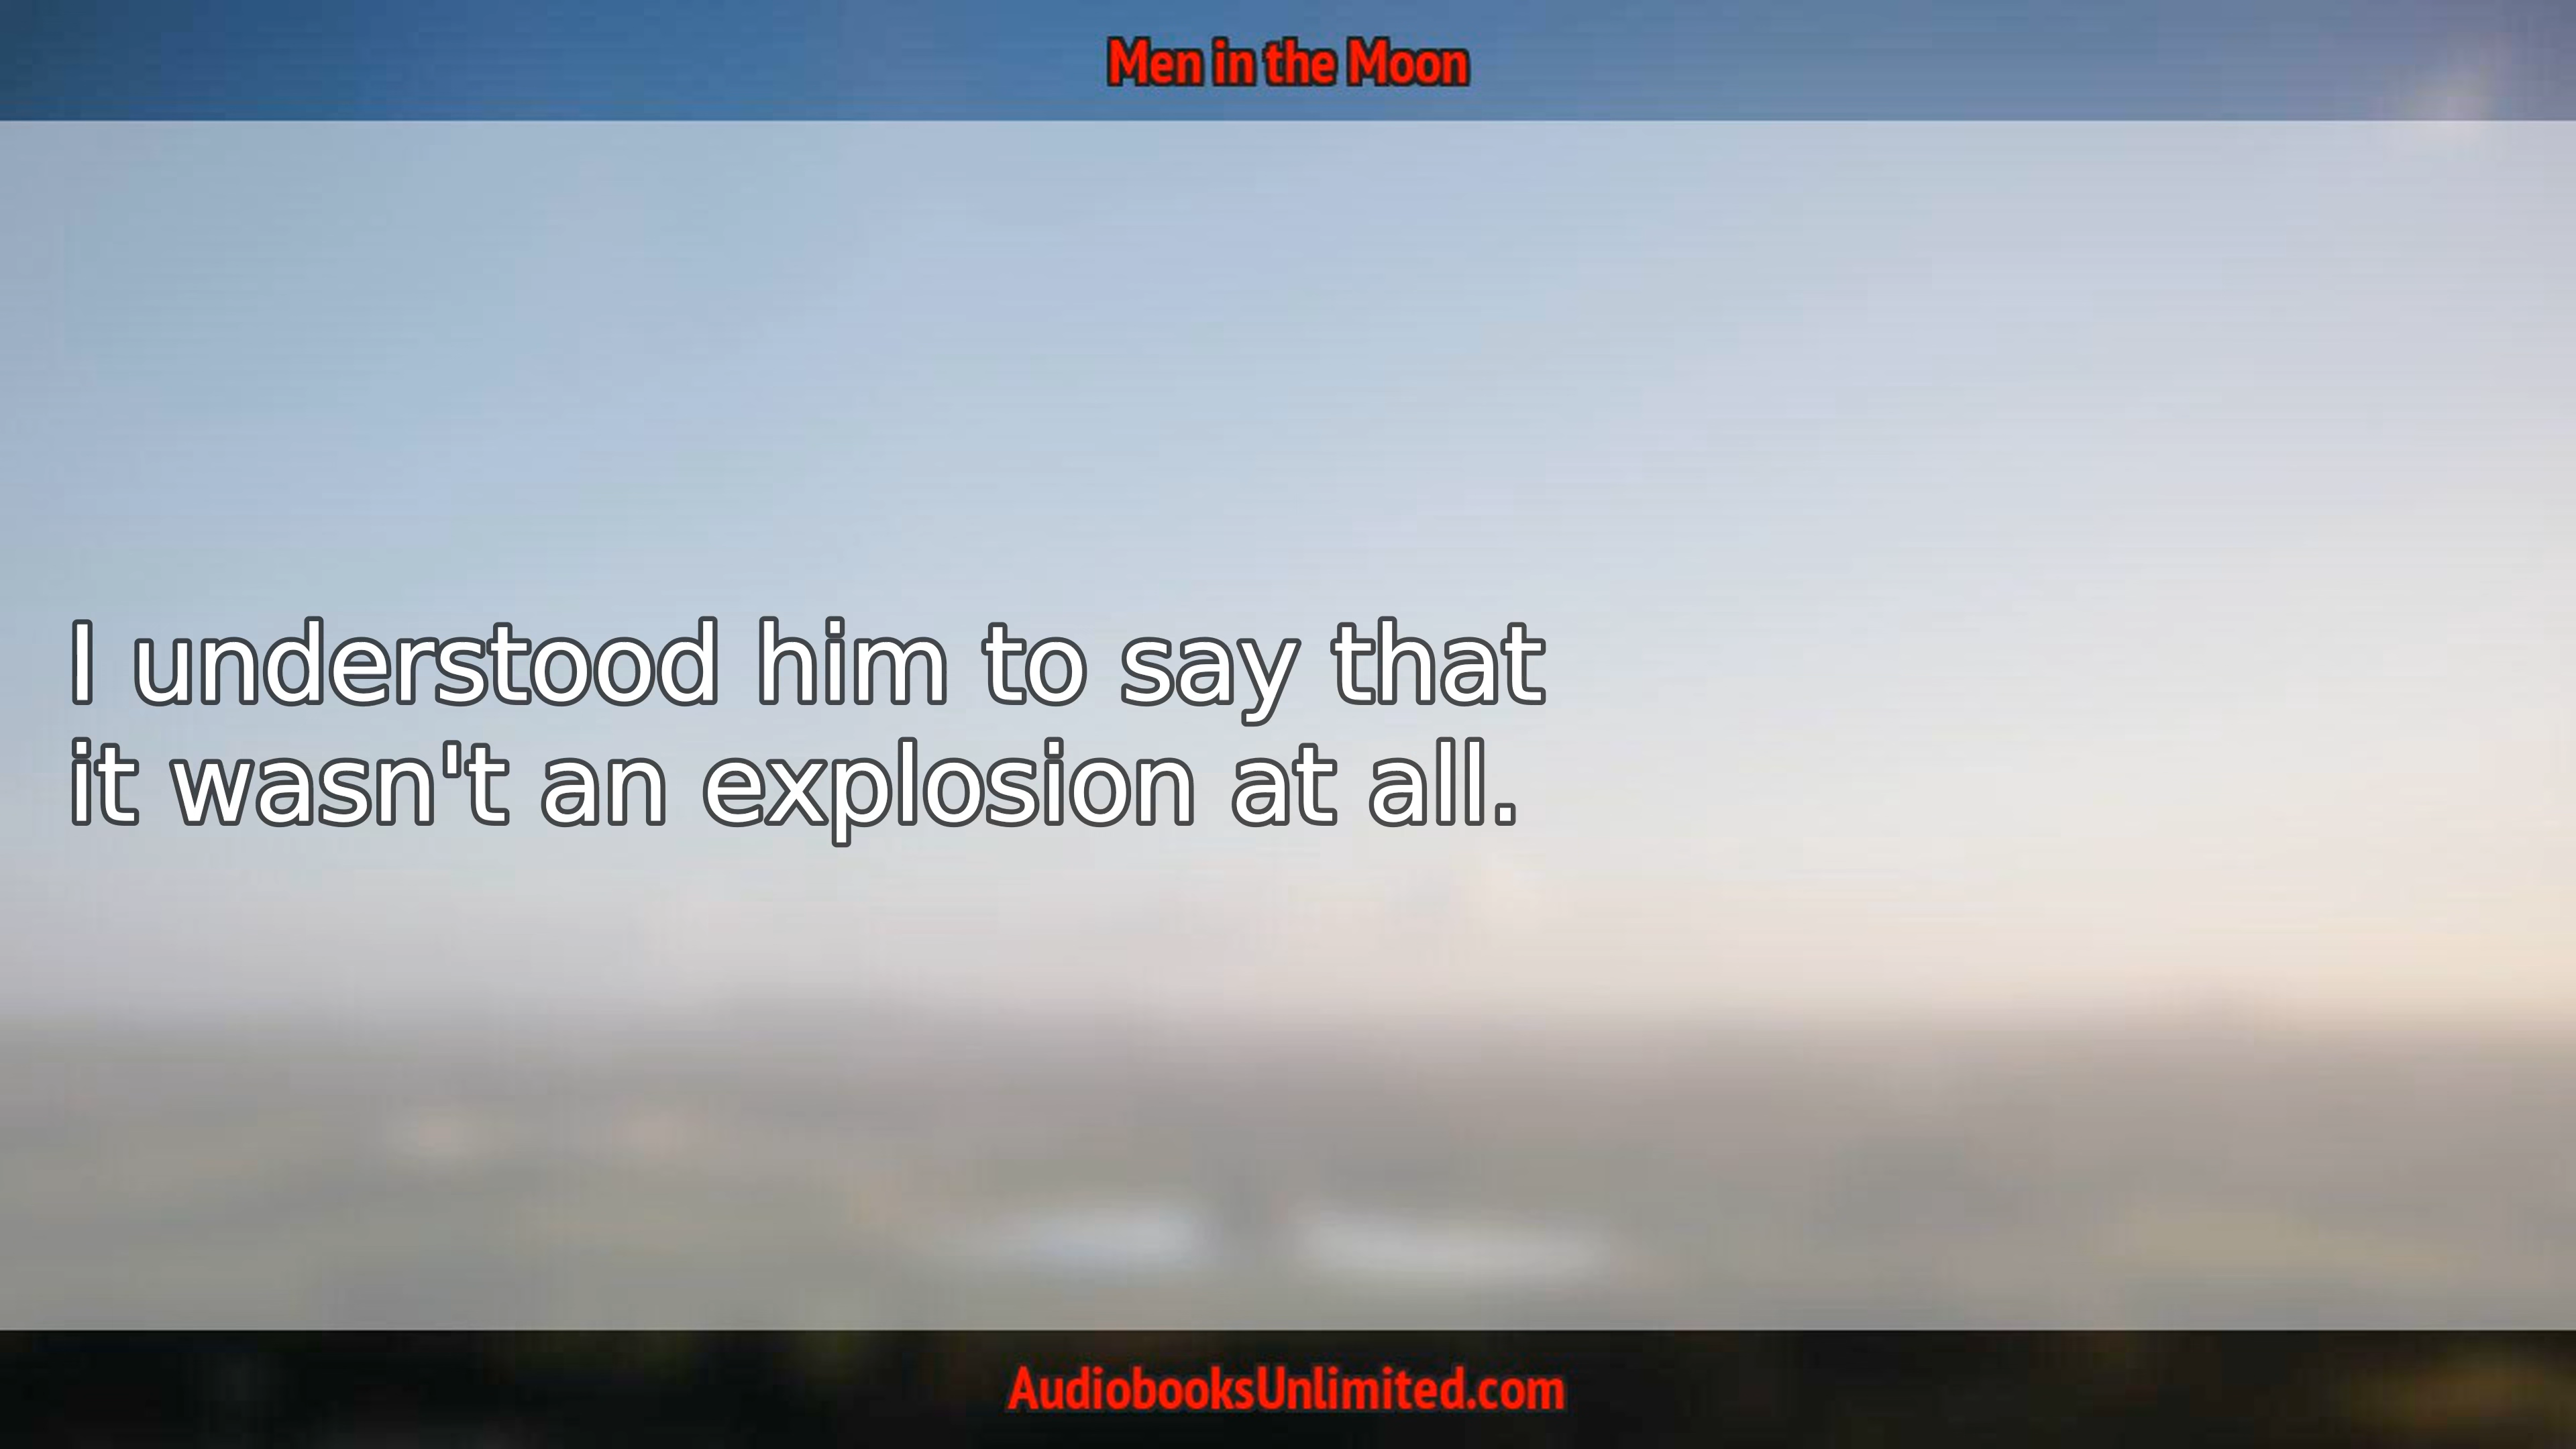 Men in the Moon
I understood him to say that
it wasn't an explosion at all.
AudiobooksUnlimited.com